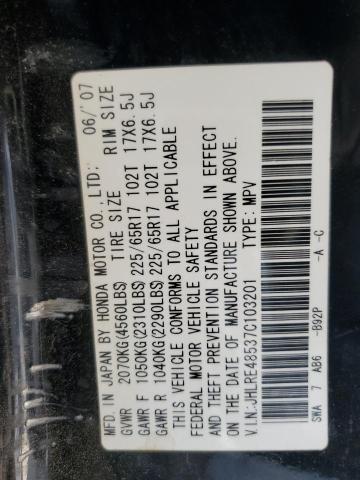 MFD. IN JAPAN BY HONDA MOTOR CO.,LTD: 06/'07
GVWR 2070KG(4560LBS) TIRE SIZE RIM SIZE
GAWR F 1050KG(2310LBS) 225/65R17 102T 17X6.5J
GAWR R 1040KG(2290LBS) 225/65R17 102T 17X6.5J
THIS VEHICLE CONFORMS TO ALL APPLICABLE
FEDERAL MOTOR VEHICLE SAFETY
AND THEFT PREVENTION STANDARDS IN EFFECT
ON THE DATE OF MANUFACTURE SHOWN ABOVE.
V.I.N.:JHLRE48537C103201 TYPE: MPV
SWA 7 AB6 -B92P -A -C